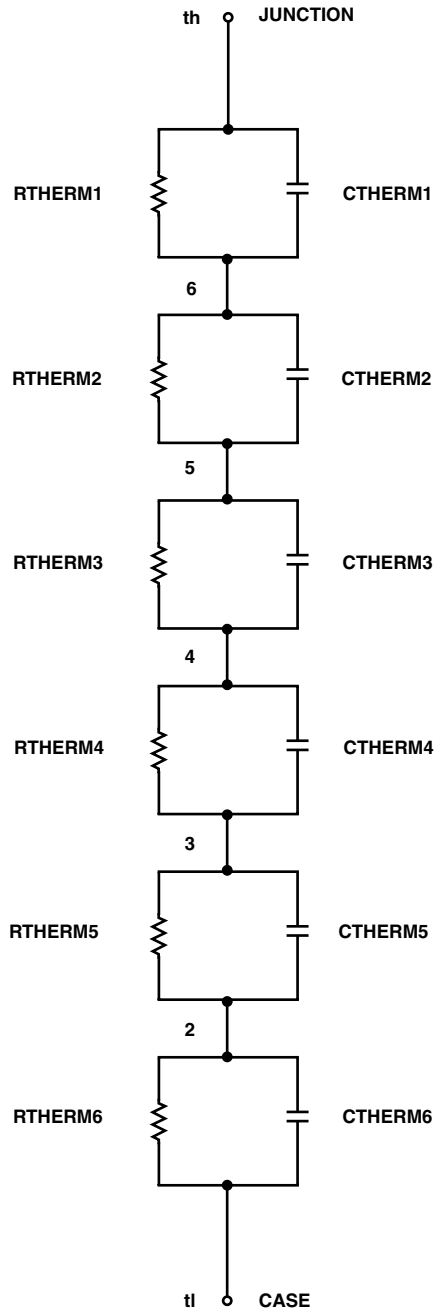 th JUNCTION
RTHERM1 CTHERM1
6
RTHERM2 CTHERM2
5
RTHERM3 CTHERM3
4
RTHERM4 CTHERM4
3
RTHERM5 CTHERM5
2
RTHERM6 CTHERM6
tl CASE